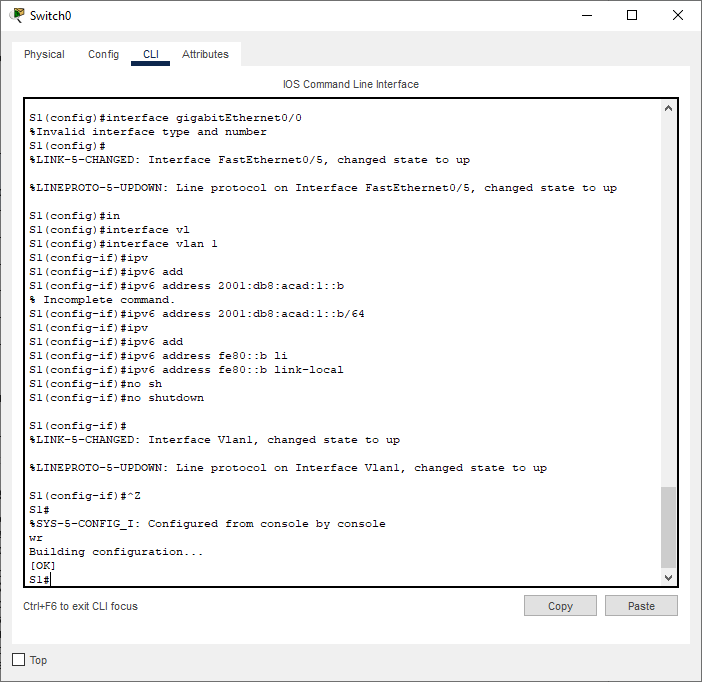 Switch0
Physical Config CLI Attributes
IOS Command Line Interface
S1(config)#interface gigabitEthernet0/0
%Invalid interface type and number
S1(config)#
%LINK-5-CHANGED: Interface FastEthernet0/5, changed state to up
%LINEPROTO-5-UPDOWN: Line protocol on Interface FastEthernet0/5, changed state to up
S1(config)#in
S1(config)#interface vl
S1(config)#interface vlan 1
S1(config-if)#ipv
S1(config-if)#ipv6 add
S1(config-if)#ipv6 address 2001:db8:acad:1::b
% Incomplete command.
S1(config-if)#ipv6 address 2001:db8:acad:1::b/64
S1(config-if)#ipv
S1(config-if)#ipv6 add
S1(config-if)#ipv6 address fe80::b li
S1(config-if)#ipv6 address fe80::b link-local
S1(config-if)#no sh
S1(config-if)#no shutdown
S1(config-if)#
%LINK-5-CHANGED: Interface Vlan1, changed state to up
%LINEPROTO-5-UPDOWN: Line protocol on Interface Vlan1, changed state to up
S1(config-if)#^Z
S1#
%SYS-5-CONFIG_I: Configured from console by console
wr
Building configuration...
[OK]
S1#
Ctrl+F6 to exit CLI focus
Copy Paste
Top